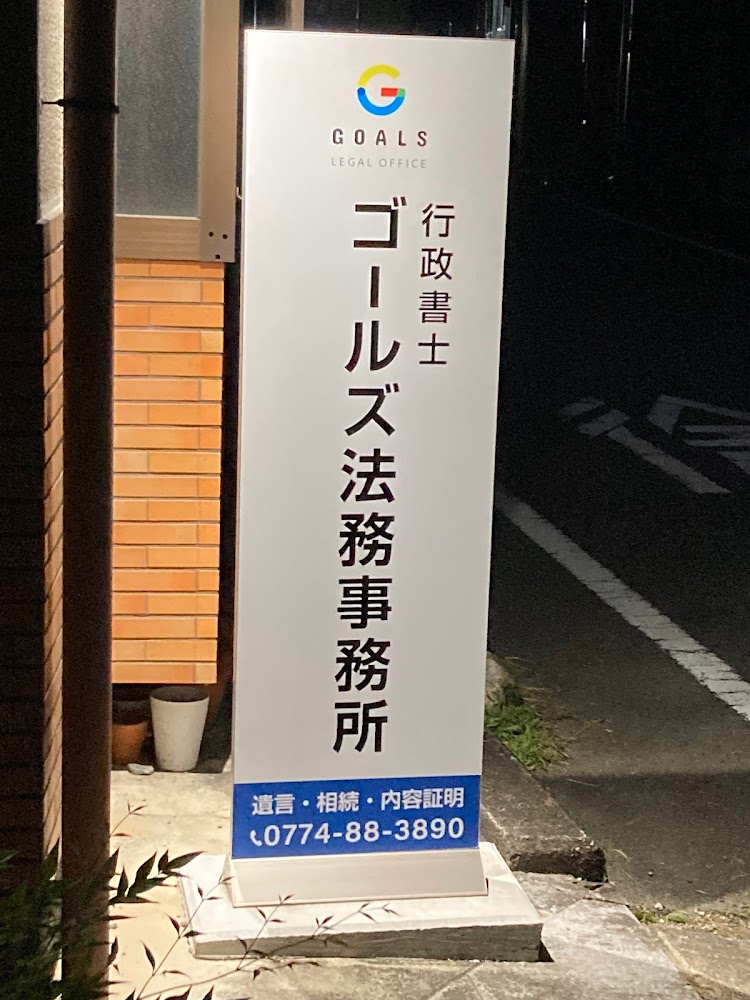 GOALS
LEGAL OFFICE
行政書士
ゴールズ法務事務所
遺言・相続・内容証明
0774-88-3890